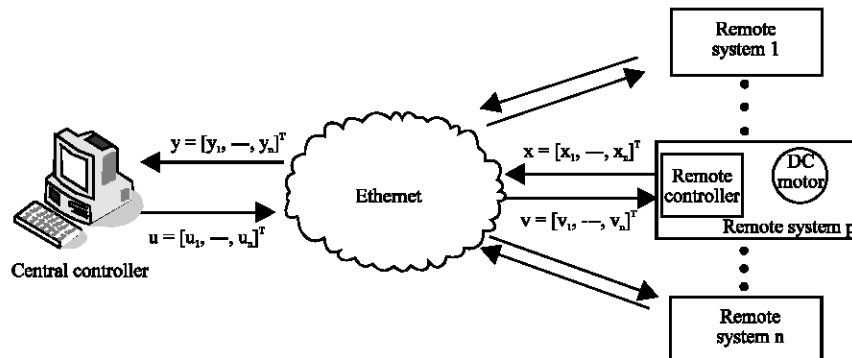 Remote
system 1
y = [y₁, —, yₙ]ᵀ
x = [x₁, —, xₙ]ᵀ
Remote
controller
DC
motor
Ethernet
u = [u₁, —, uₙ]ᵀ
v = [v₁, -–, vₙ]ᵀ
Remote system p
Central controller
Remote
system n